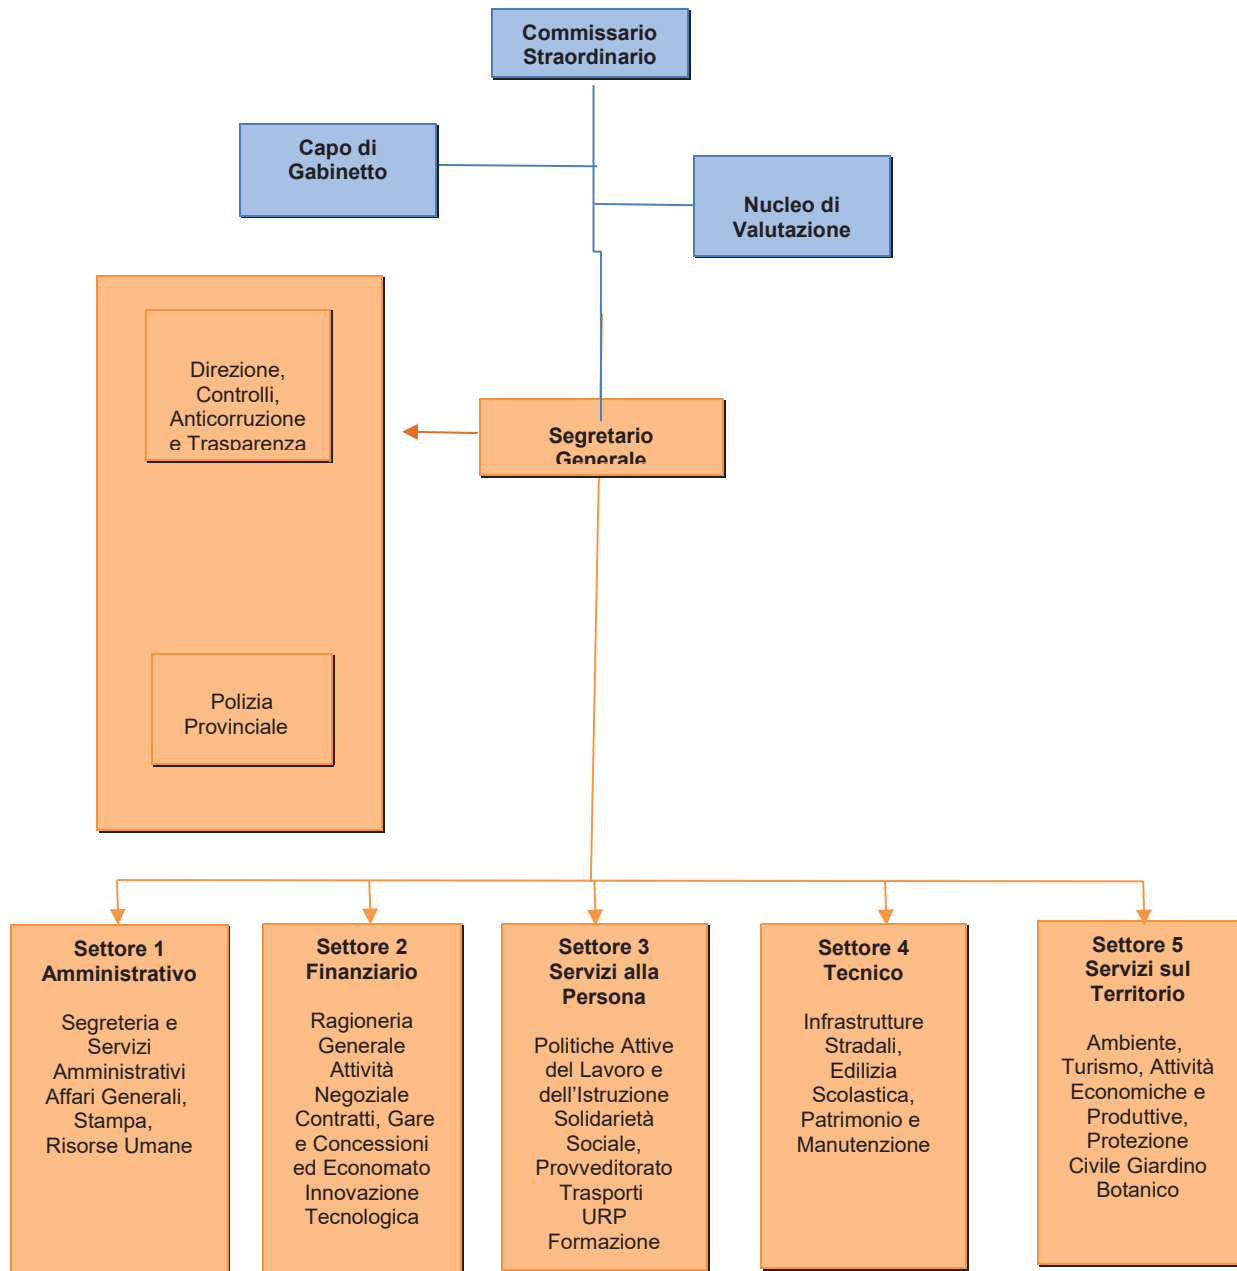 Commissario
Straordinario
Capo di
Gabinetto
Nucleo di
Valutazione
Direzione,
Controlli,
Anticorruzione
e Trasparenza
Segretario
Generale
Polizia
Provinciale
Settore 1
Amministrativo
Segreteria e
Servizi
Amministrativi
Affari Generali,
Stampa,
Risorse Umane
Settore 2
Finanziario
Ragioneria
Generale
Attività
Negoziale
Contratti, Gare
e Concessioni
ed Economato
Innovazione
Tecnologica
Settore 3
Servizi alla
Persona
Politiche Attive
del Lavoro e
dell'Istruzione
Solidarietà
Sociale,
Provveditorato
Trasporti
URP
Formazione
Settore 4
Tecnico
Infrastrutture
Stradali,
Edilizia
Scolastica,
Patrimonio e
Manutenzione
Settore 5
Servizi sul
Territorio
Ambiente,
Turismo, Attività
Economiche e
Produttive,
Protezione
Civile Giardino
Botanico